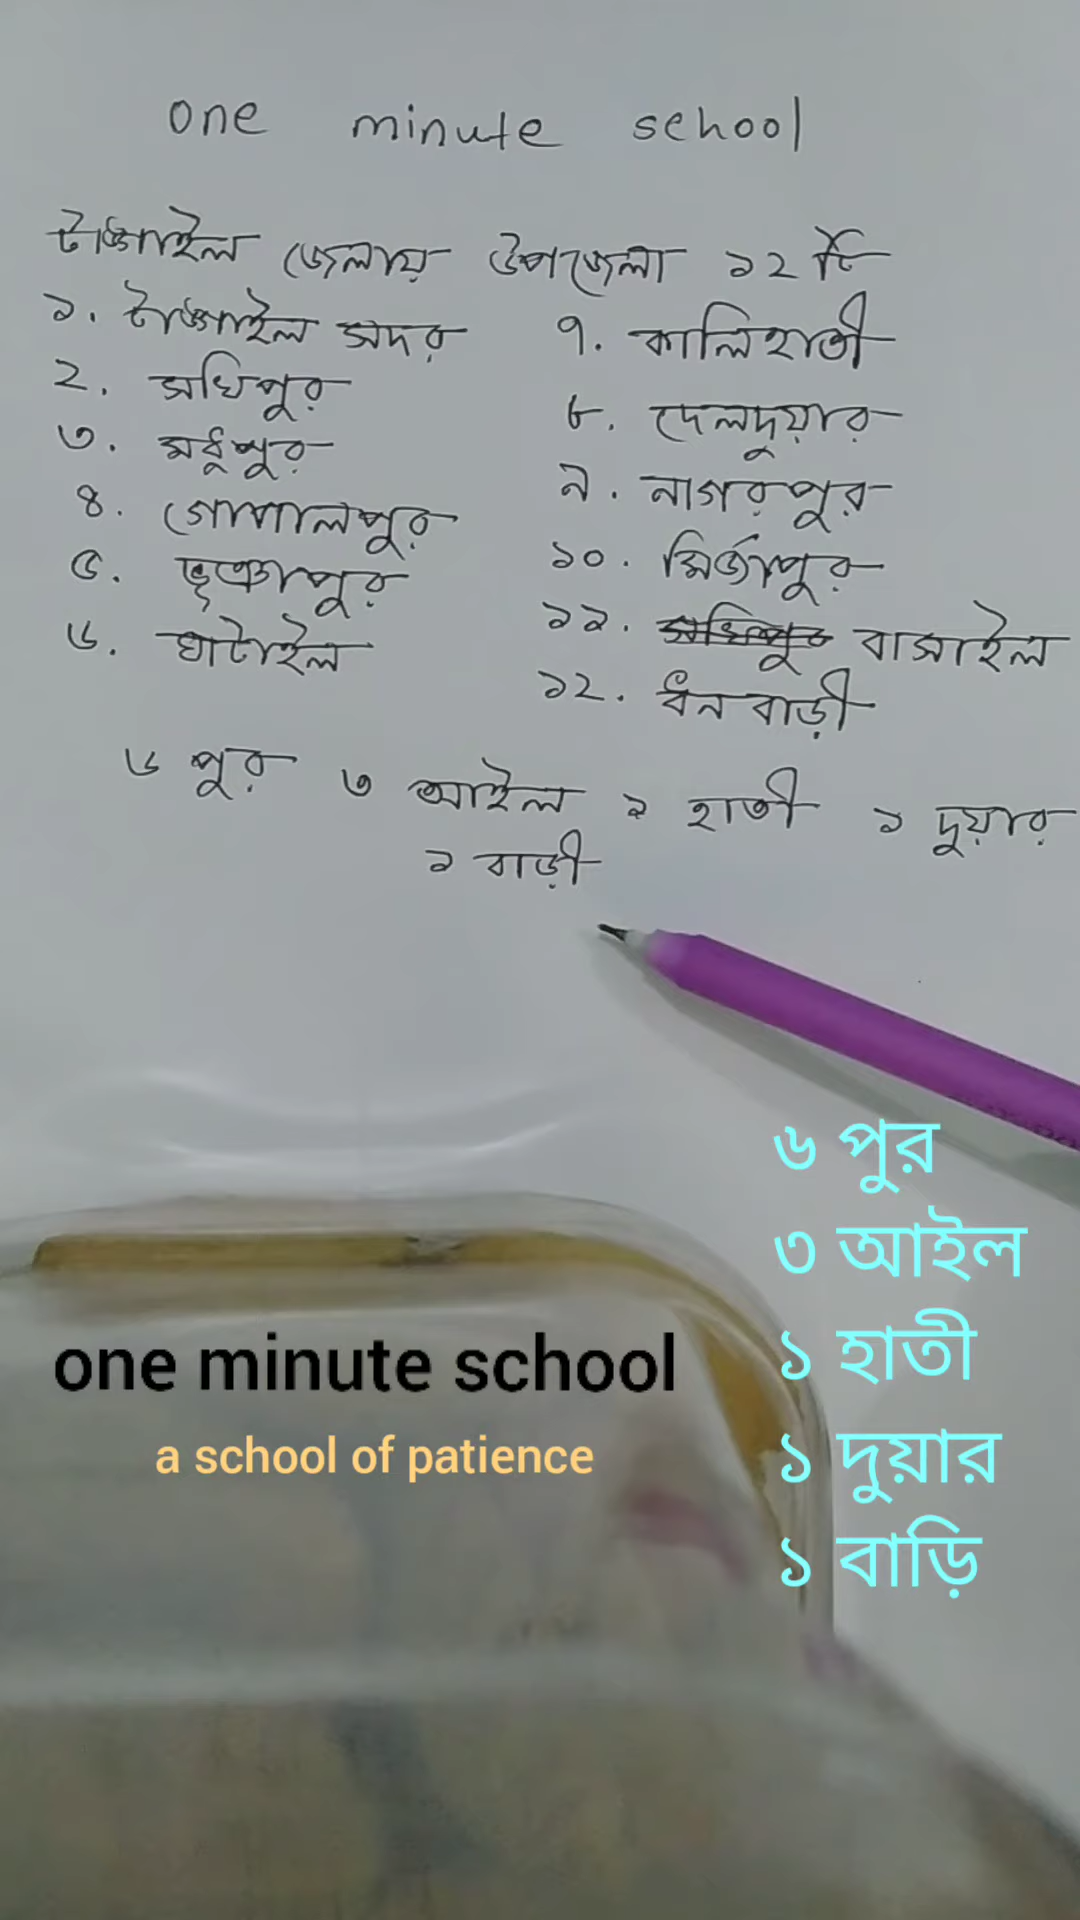 one minute school
টাঙ্গাইল জেলায় উপজেলা ১২ টি
১. টাঙ্গাইল সদর
২. সখিপুর
৩. মধুপুর
৪. গোপালপুর
৫. ভূঞাপুর
৬. ঘাটাইল
৭. কালিহাতী
৮. দেলদুয়ার
৯. নাগরপুর
১০. মির্জাপুর
১১. সখিপুর বাসাইল
১২. ধনবাড়ী
৬ পুর ৩ আইল ১ হাতী ১ দুয়ার
১ বাড়ী
৬ পুর
৩ আইল
১ হাতী
১ দুয়ার
১ বাড়ি
one minute school
a school of patience